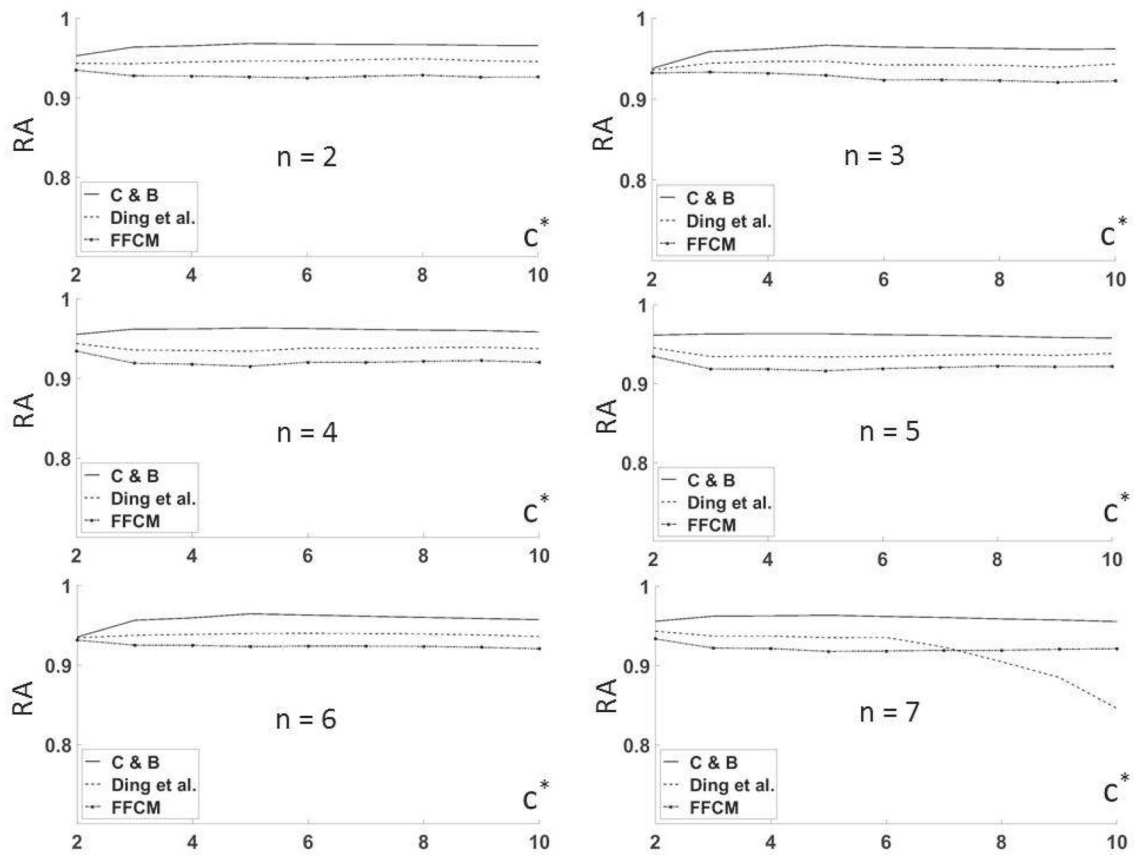 1
0.9
0.8
RA
n = 2
C & B
Ding et al.
FFCM
C*
2 4 6 8 10
1
0.9
0.8
RA
n = 3
C & B
Ding et al.
FFCM
C*
2 4 6 8 10
1
0.9
0.8
RA
n = 4
C & B
Ding et al.
FFCM
C*
2 4 6 8 10
1
0.9
0.8
RA
n = 5
C & B
Ding et al.
FFCM
C*
2 4 6 8 10
1
0.9
0.8
RA
n = 6
C & B
Ding et al.
FFCM
C*
2 4 6 8 10
1
0.9
0.8
RA
n = 7
C & B
Ding et al.
FFCM
C*
2 4 6 8 10